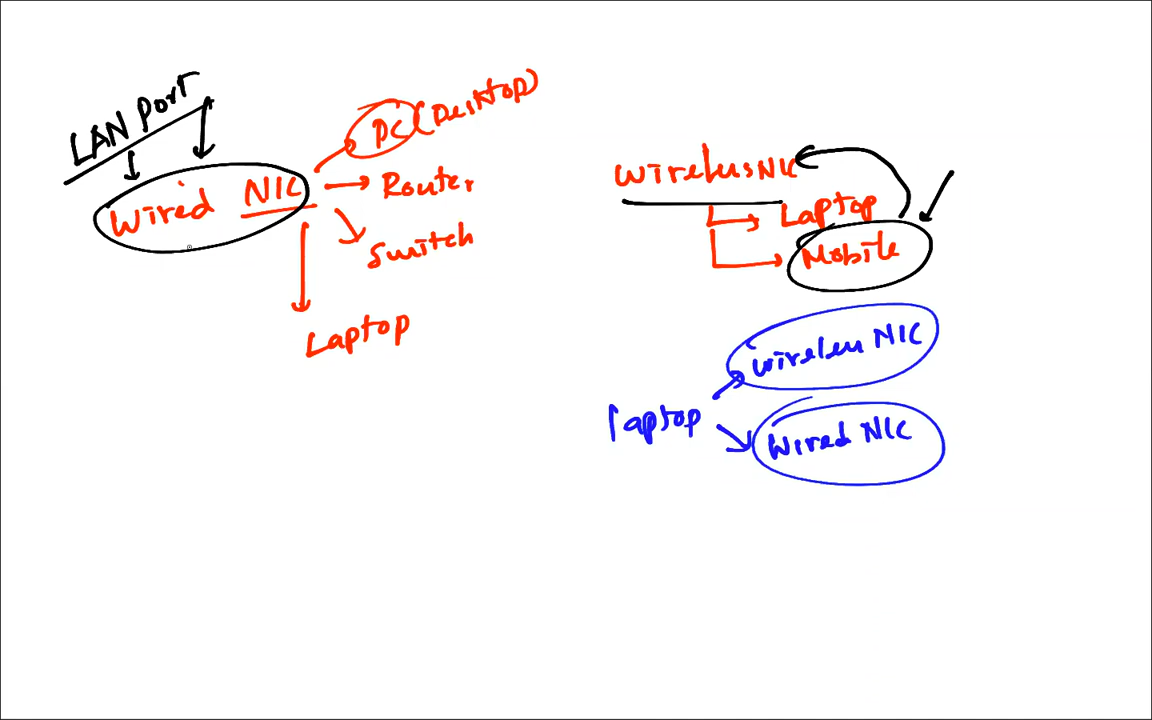 LAN Port
Wired NIC
PC (Desktop)
Router
Switch
Laptop
Wireless NIC
Laptop
Mobile
laptop
Wireless NIC
Wired NIC